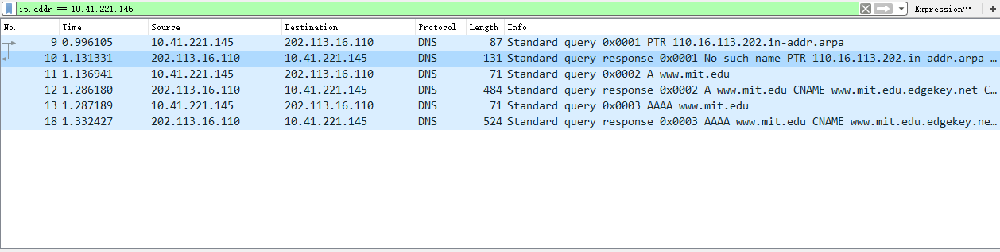 ip.addr == 10.41.221.145 Expression… +
No. Time Source Destination Protocol Length Info
9 0.996105 10.41.221.145 202.113.16.110 DNS 87 Standard query 0x0001 PTR 110.16.113.202.in-addr.arpa
10 1.131331 202.113.16.110 10.41.221.145 DNS 131 Standard query response 0x0001 No such name PTR 110.16.113.202.in-addr.arpa …
11 1.136941 10.41.221.145 202.113.16.110 DNS 71 Standard query 0x0002 A www.mit.edu
12 1.286180 202.113.16.110 10.41.221.145 DNS 484 Standard query response 0x0002 A www.mit.edu CNAME www.mit.edu.edgekey.net C…
13 1.287189 10.41.221.145 202.113.16.110 DNS 71 Standard query 0x0003 AAAA www.mit.edu
18 1.332427 202.113.16.110 10.41.221.145 DNS 524 Standard query response 0x0003 AAAA www.mit.edu CNAME www.mit.edu.edgekey.ne…